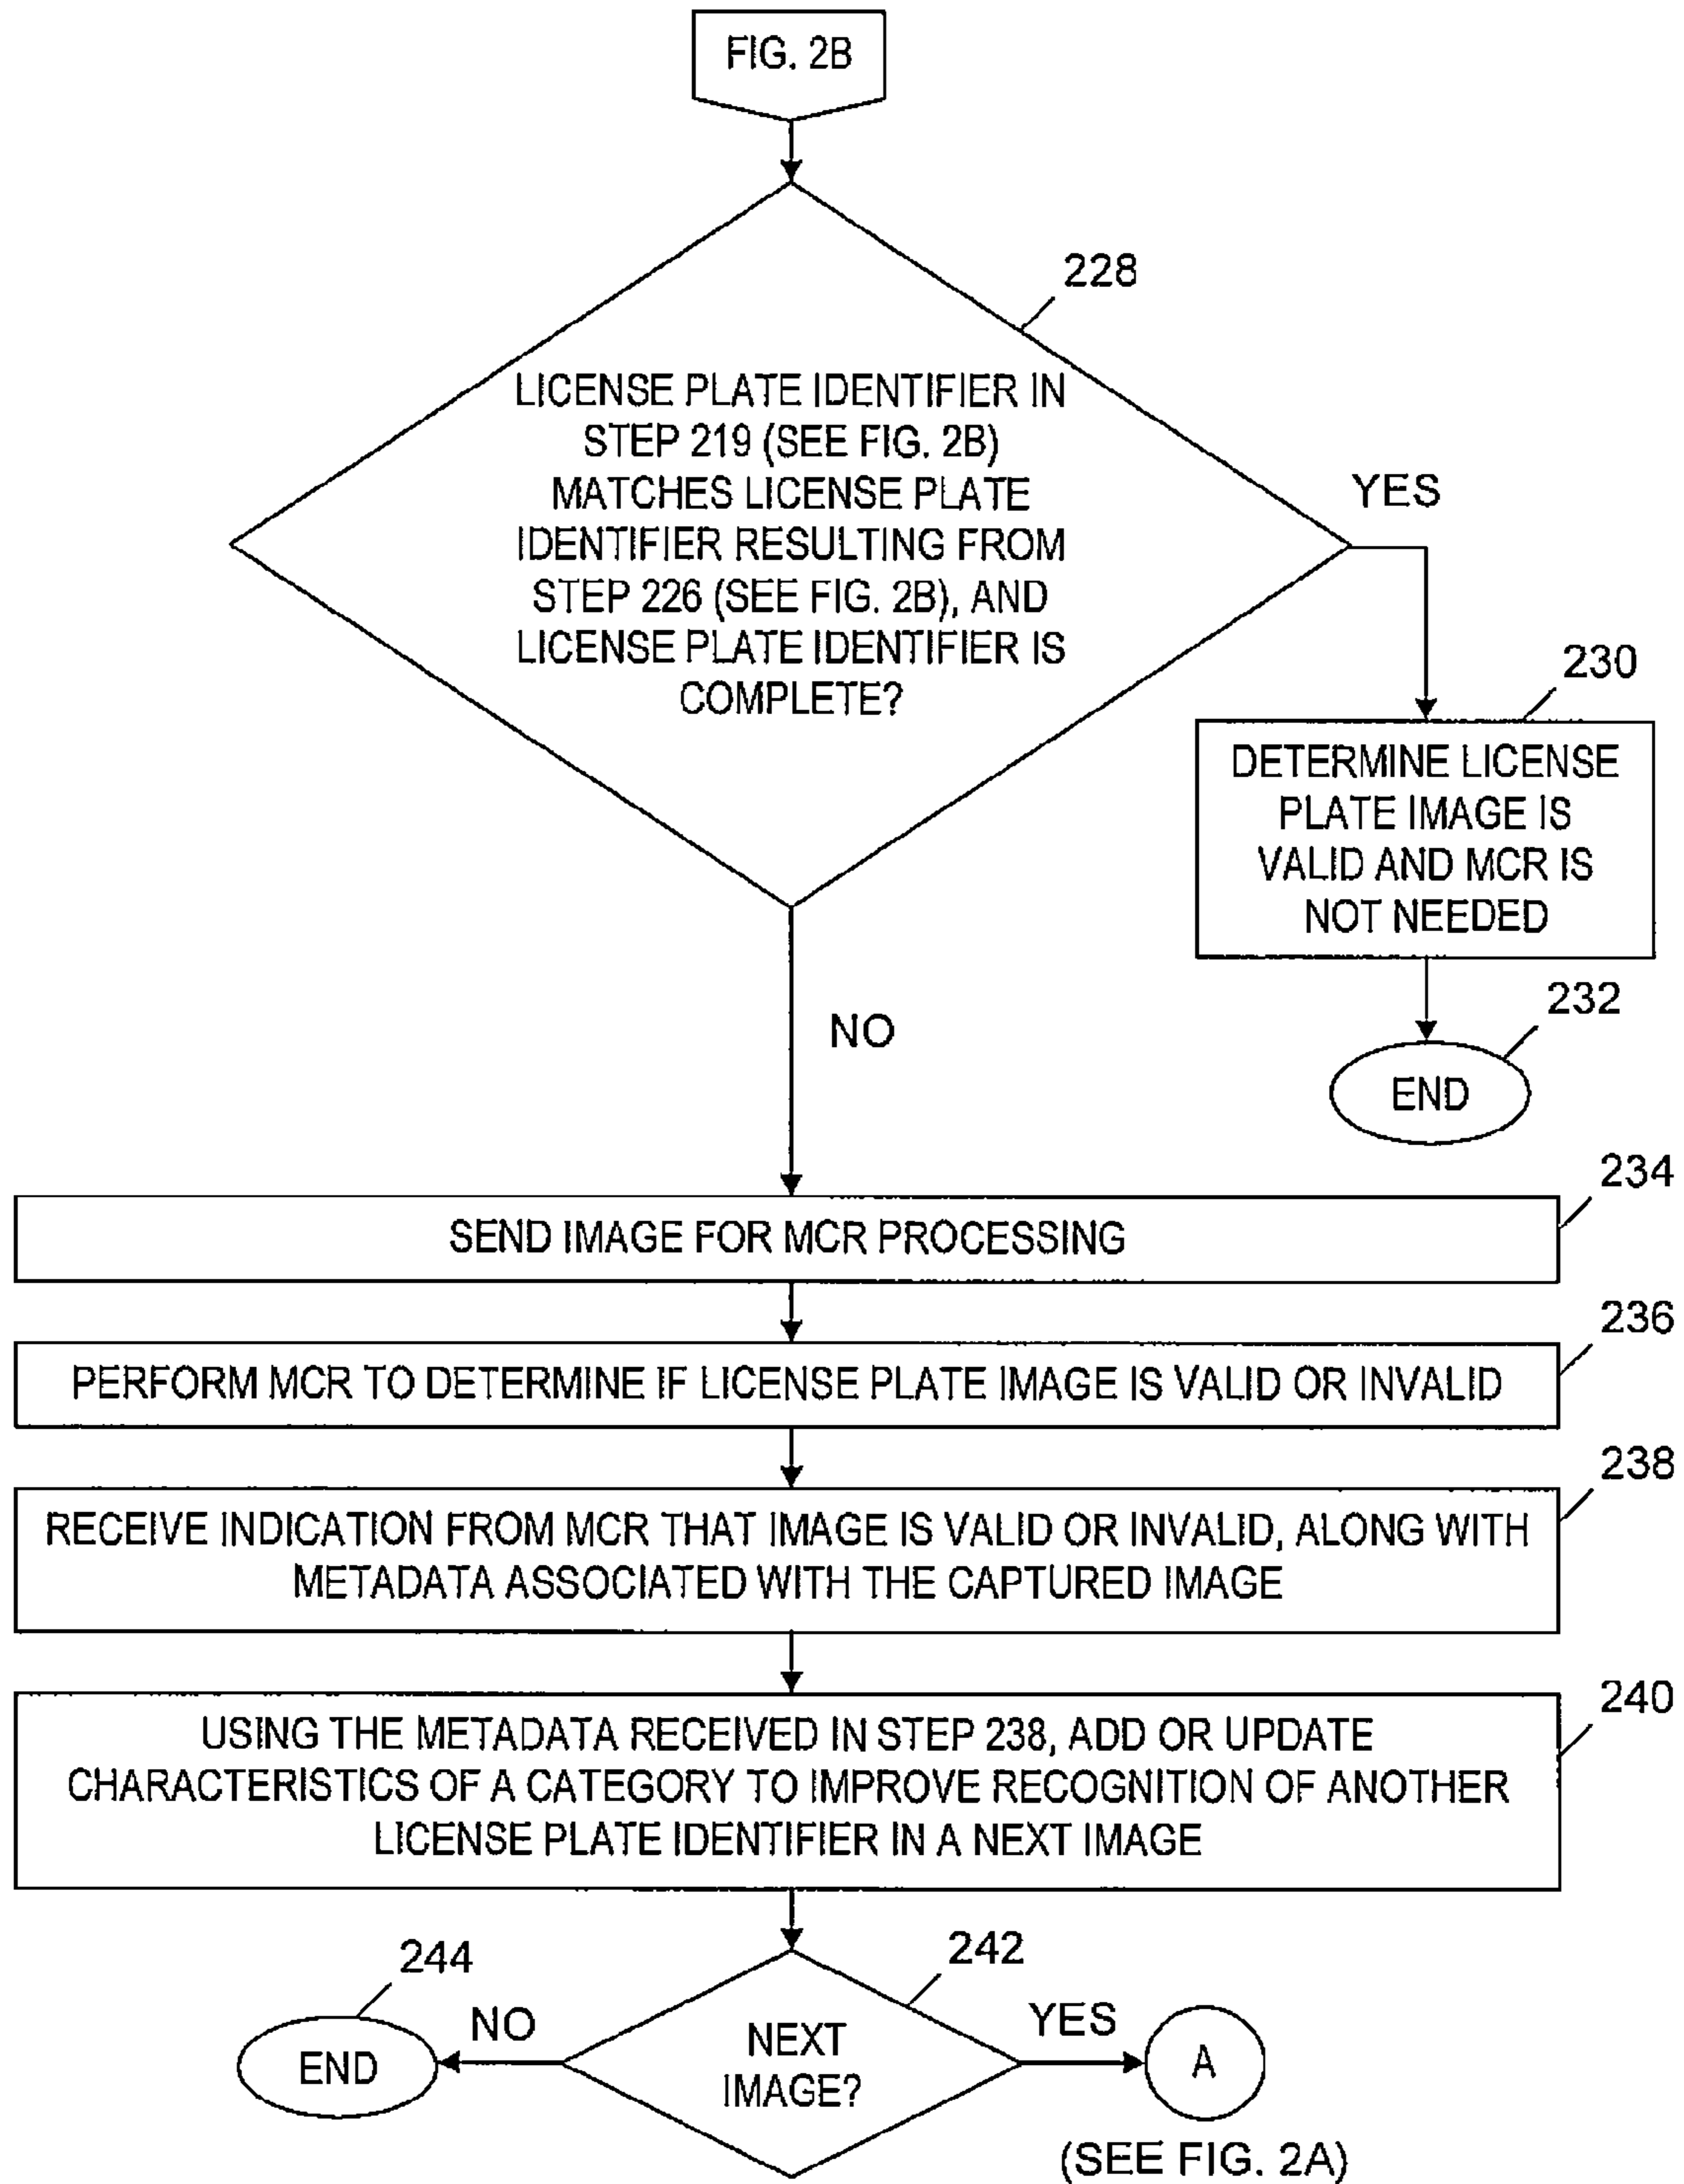 FIG. 2B
228
LICENSE PLATE IDENTIFIER IN
STEP 219 (SEE FIG. 2B)
MATCHES LICENSE PLATE
IDENTIFIER RESULTING FROM
STEP 226 (SEE FIG. 2B), AND
LICENSE PLATE IDENTIFIER IS
COMPLETE?
YES
230
DETERMINE LICENSE
PLATE IMAGE IS
VALID AND MCR IS
NOT NEEDED
232
END
NO
234
SEND IMAGE FOR MCR PROCESSING
236
PERFORM MCR TO DETERMINE IF LICENSE PLATE IMAGE IS VALID OR INVALID
238
RECEIVE INDICATION FROM MCR THAT IMAGE IS VALID OR INVALID, ALONG WITH
METADATA ASSOCIATED WITH THE CAPTURED IMAGE
240
USING THE METADATA RECEIVED IN STEP 238, ADD OR UPDATE
CHARACTERISTICS OF A CATEGORY TO IMPROVE RECOGNITION OF ANOTHER
LICENSE PLATE IDENTIFIER IN A NEXT IMAGE
244
242
END
NO
NEXT
IMAGE?
YES
A
(SEE FIG. 2A)